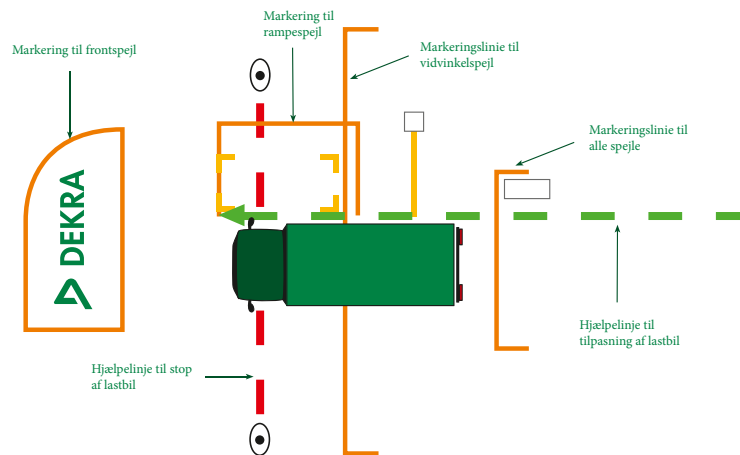 Markering til frontspejl
Markering til
rampespejl
Markeringslinie til
vidvinkelspejl
Markeringslinie til
alle spejle
DEKRA
Hjælpelinje til stop
af lastbil
Hjælpelinje til
tilpasning af lastbil